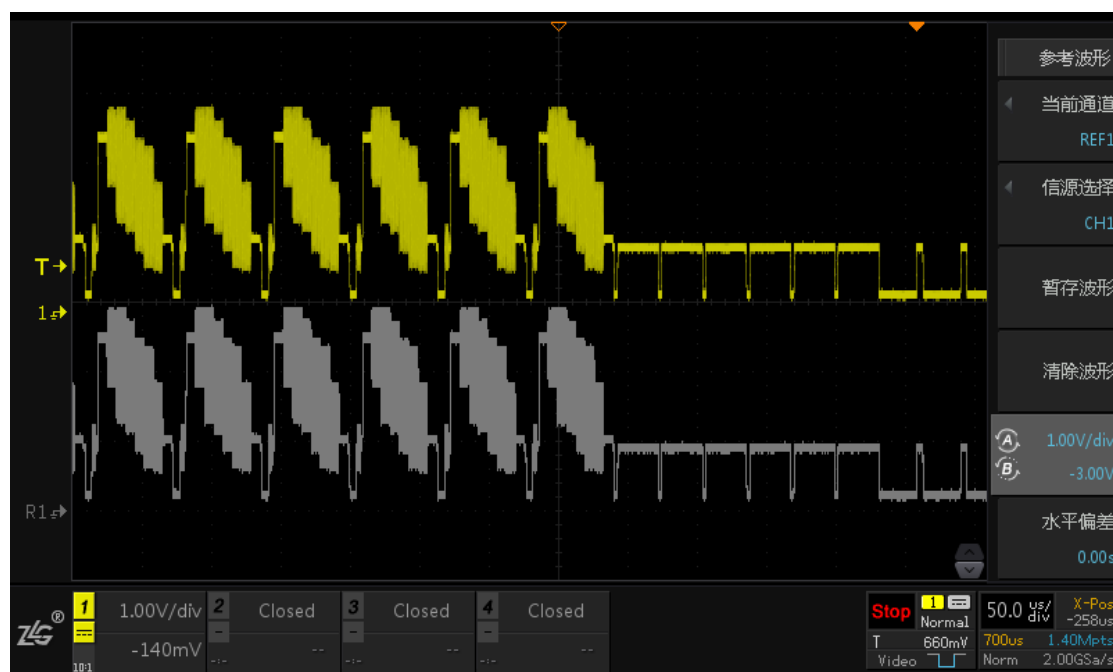 参考波形
当前通道
REF1
信源选择
CH1
暂存波形
清除波形
A
1.00V/div
B
-3.00V
水平偏差
0.00s
T
1
R1
ZLG®
1
1.00V/div
-140mV
10:1
2 Closed
--
-:-
3 Closed
--
-:-
4 Closed
--
-:-
Stop
1
Normal
T 660mV
Video
50.0 us/div
X-Pos
-258us
700us 1.40Mpts
Norm 2.00GSa/s